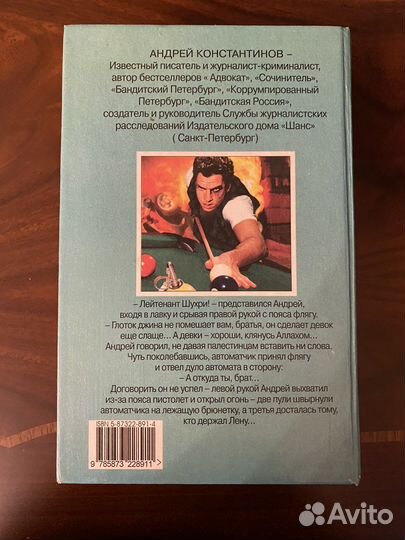 АНДРЕЙ КОНСТАНТИНОВ –
Известный писатель и журналист-криминалист,
автор бестселлеров « Адвокат», «Сочинитель»,
«Бандитский Петербург», «Коррумпированный
Петербург», «Бандитская Россия»,
создатель и руководитель Службы журналистских
расследований Издательского дома «Шанс»
( Санкт-Петербург)
– Лейтенант Шухри! – представился Андрей,
входя в лавку и срывая правой рукой с пояса флягу.
– Глоток джина не помешает вам, братья, он сделает девок
еще слаще... А девки – хороши, клянусь Аллахом...
Андрей говорил, не давая палестинцам вставить ни слова.
Чуть поколебавшись, автоматчик принял флягу
и отвел дуло автомата в сторону:
– А откуда ты, брат...
Договорить он не успел – левой рукой Андрей выхватил
из-за пояса пистолет и открыл огонь – две пули швырнули
автоматчика на лежащую брюнетку, а третья досталась тому,
кто держал Лену...
ISBN 5-87322-891-4
9 785873 228911 >
Avito